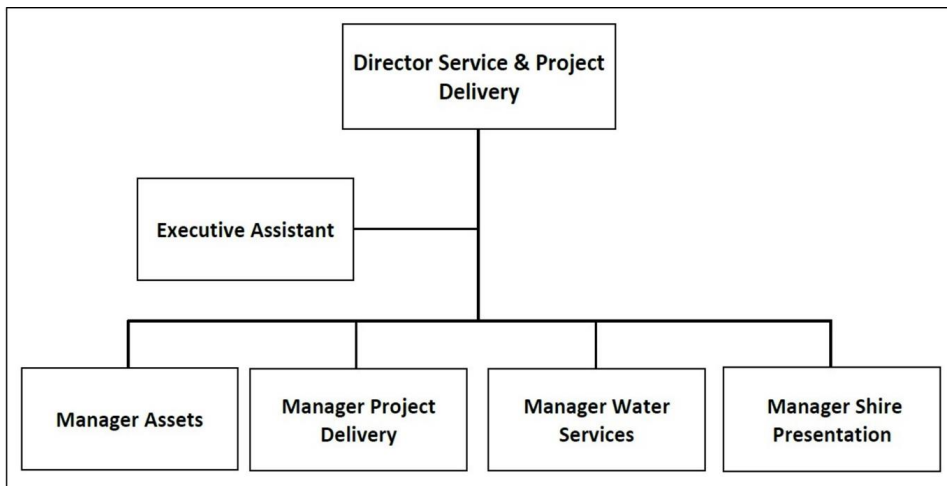 Director Service & Project
Delivery
Executive Assistant
Manager Assets
Manager Project
Delivery
Manager Water
Services
Manager Shire
Presentation